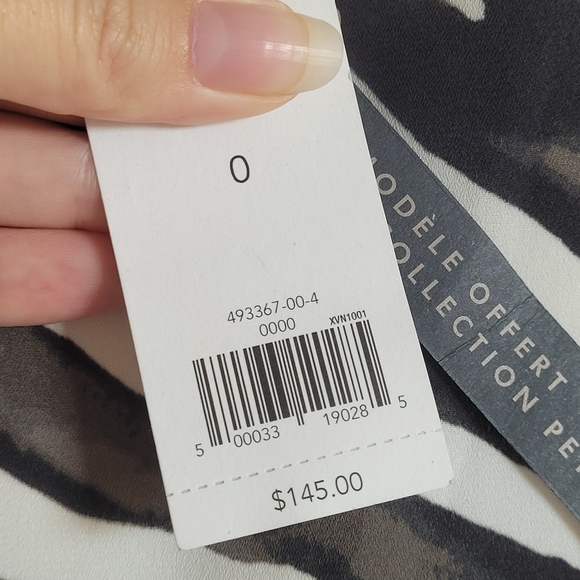 0
493367-00-4
0000 XVN1001
5 00033 19028 5
$145.00
MODÈLE OFFERT
COLLECTION